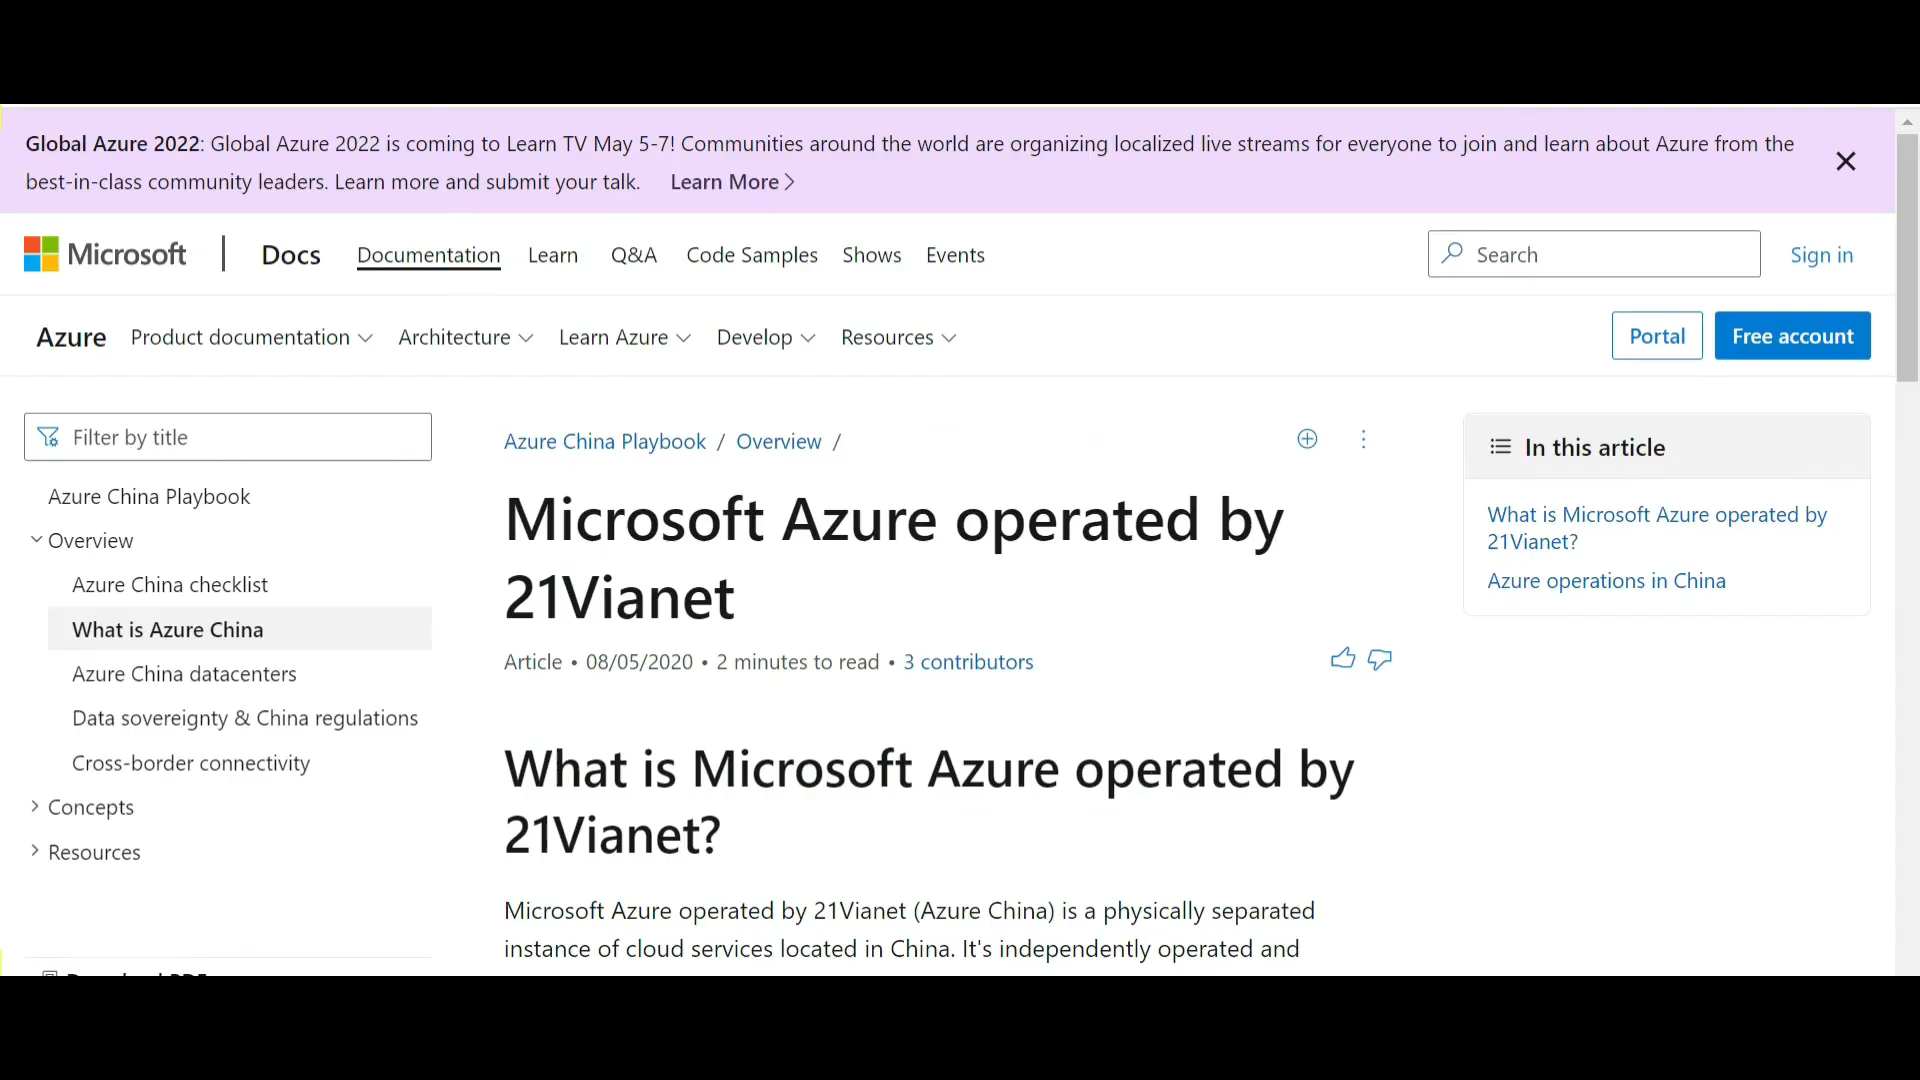 Global Azure 2022: Global Azure 2022 is coming to Learn TV May 5-7! Communities around the world are organizing localized live streams for everyone to join and learn about Azure from the
best-in-class community leaders. Learn more and submit your talk. Learn More
Microsoft Docs Documentation Learn Q&A Code Samples Shows Events Search Sign in
Azure Product documentation Architecture Learn Azure Develop Resources Portal Free account
Filter by title
Azure China Playbook
Overview
Azure China checklist
What is Azure China
Azure China datacenters
Data sovereignty & China regulations
Cross-border connectivity
Concepts
Resources
Azure China Playbook / Overview /
Microsoft Azure operated by
21Vianet
Article • 08/05/2020 • 2 minutes to read • 3 contributors
What is Microsoft Azure operated by
21Vianet?
Microsoft Azure operated by 21Vianet (Azure China) is a physically separated
instance of cloud services located in China. It's independently operated and
In this article
What is Microsoft Azure operated by
21Vianet?
Azure operations in China